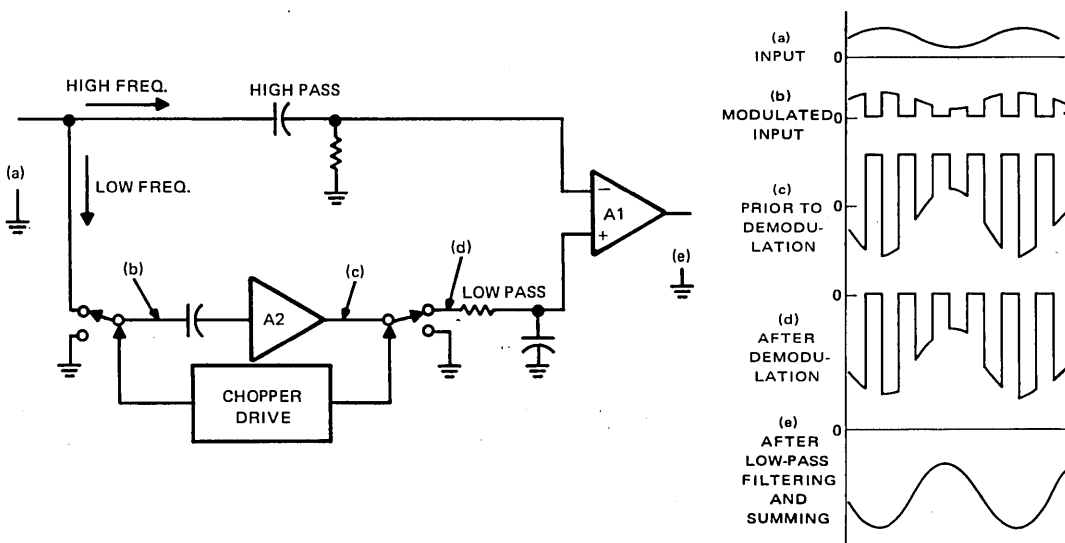 HIGH FREQ.
HIGH PASS
(a)
LOW FREQ.
−
A1
+
(e)
(b)
A2
(c)
(d)
LOW PASS
CHOPPER
DRIVE
(a)
INPUT
0
(b)
MODULATED
INPUT
0
(c)
PRIOR TO
DEMODU-
LATION
0
0
(d)
AFTER
DEMODU-
LATION
(e)
0
AFTER
LOW-PASS
FILTERING
AND
SUMMING